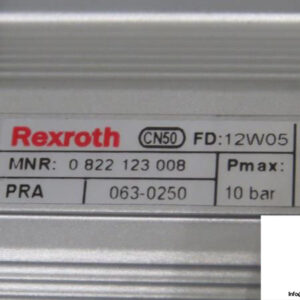 Rexroth CN50 FD:12W05
MNR: 0 822 123 008 Pmax:
PRA 063-0250 10 bar